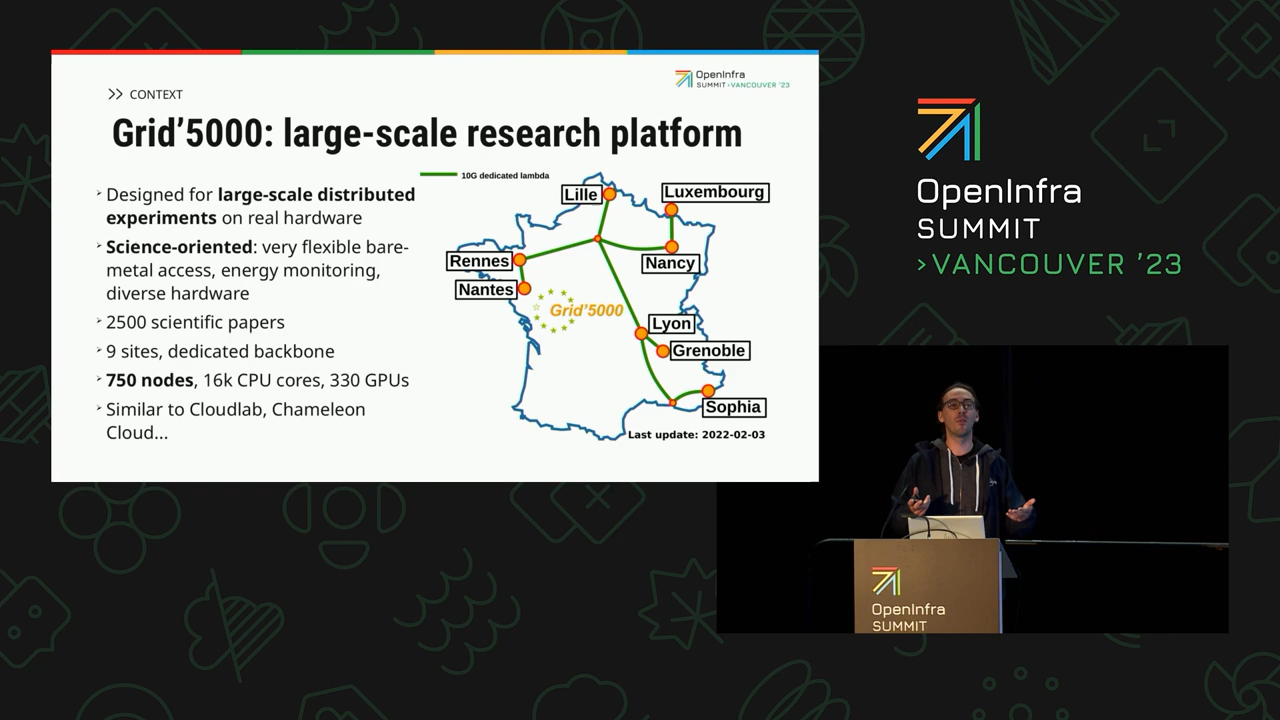 >> CONTEXT
OpenInfra
SUMMIT >VANCOUVER '23
Grid'5000: large-scale research platform
Designed for large-scale distributed
experiments on real hardware
Science-oriented: very flexible bare-
metal access, energy monitoring,
diverse hardware
2500 scientific papers
9 sites, dedicated backbone
750 nodes, 16k CPU cores, 330 GPUs
Similar to Cloudlab, Chameleon
Cloud...
10G dedicated lambda
Lille
Luxembourg
Rennes
Nancy
Nantes
Grid'5000
Lyon
Grenoble
Sophia
Last update: 2022-02-03
OpenInfra
SUMMIT
>VANCOUVER '23
OpenInfra
SUMMIT